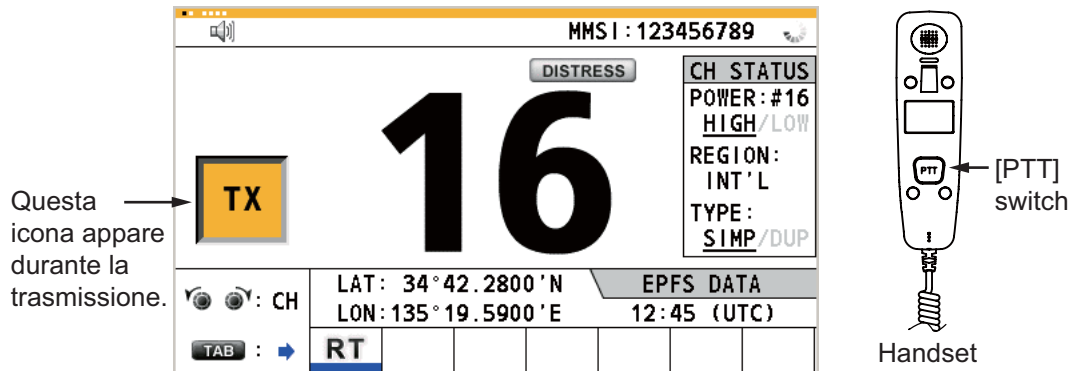 MMSI:123456789
DISTRESS
16
TX
CH STATUS
POWER:#16
HIGH/LOW
REGION:
INT'L
TYPE:
SIMP/DUP
Questa
icona appare
durante la
trasmissione.
PTT
[PTT]
switch
Handset
: CH
LAT: 34°42.2800'N
LON:135°19.5900'E
EPFS DATA
12:45 (UTC)
TAB :
RT